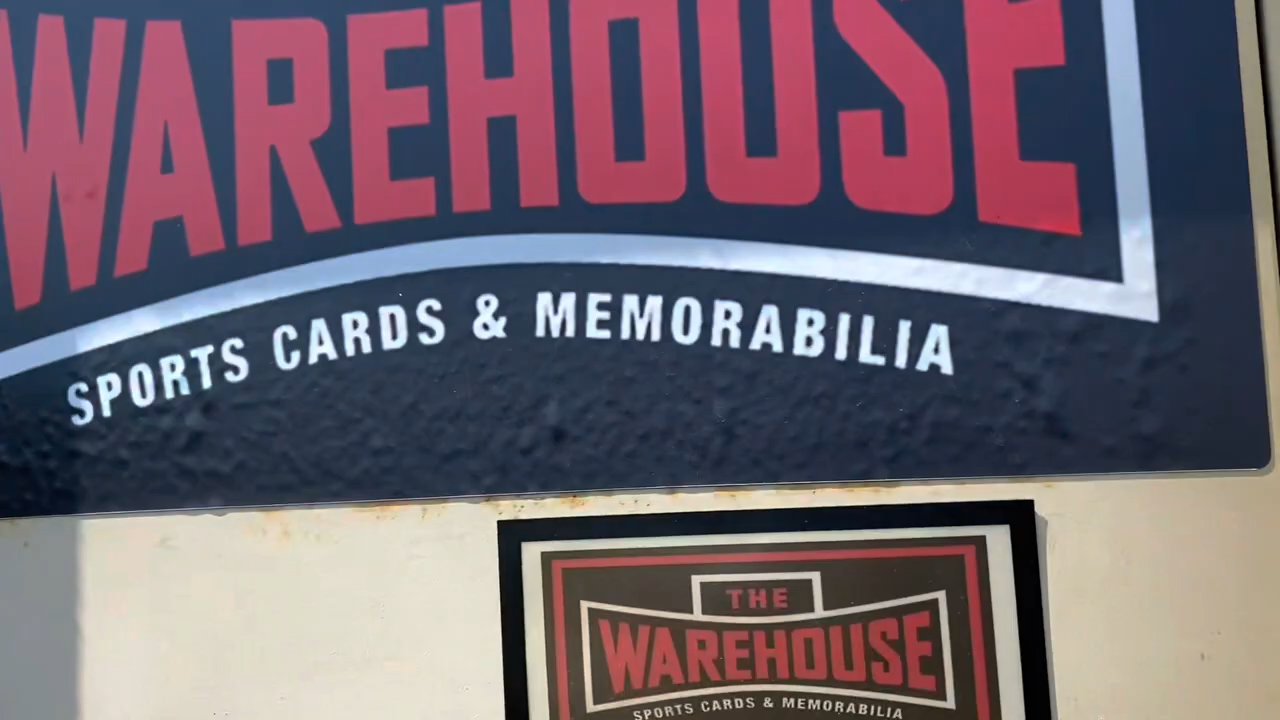 WAREHOUSE
SPORTS CARDS & MEMORABILIA
THE
WAREHOUSE
SPORTS CARDS & MEMORABILIA